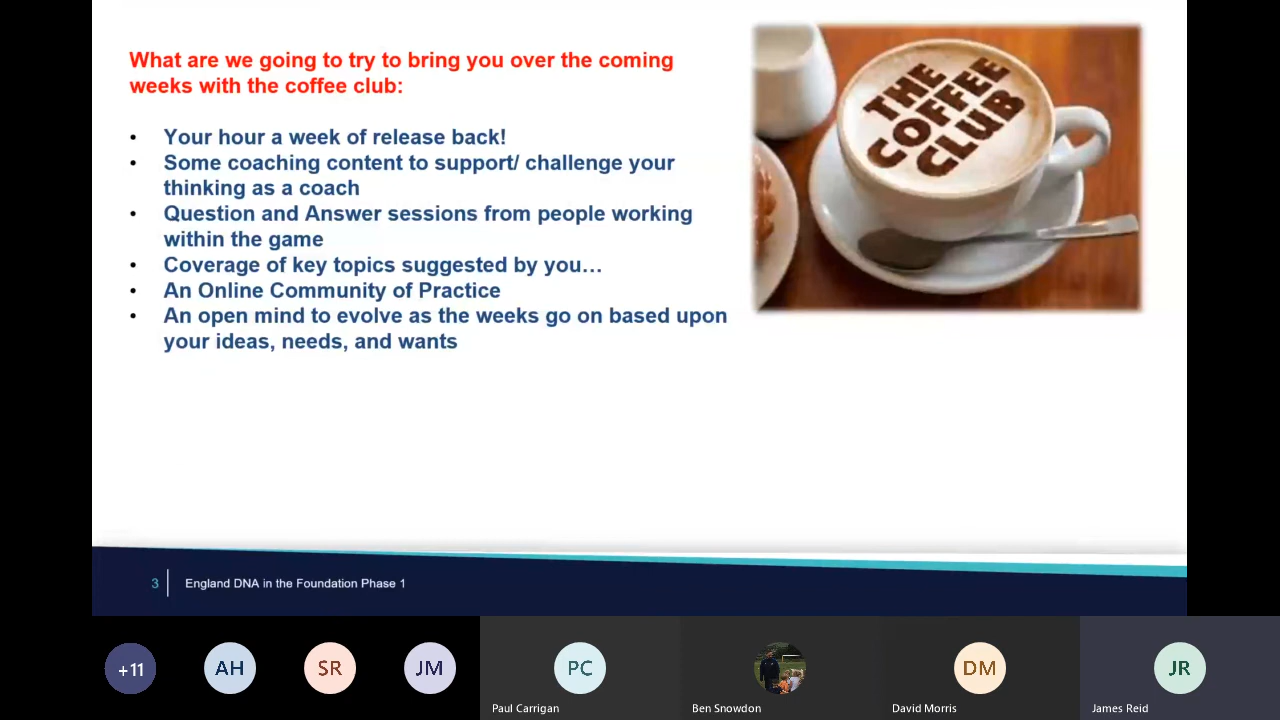 What are we going to try to bring you over the coming
weeks with the coffee club:
• Your hour a week of release back!
• Some coaching content to support/ challenge your
thinking as a coach
• Question and Answer sessions from people working
within the game
• Coverage of key topics suggested by you…
• An Online Community of Practice
• An open mind to evolve as the weeks go on based upon
your ideas, needs, and wants
THE
COFFEE
CLUB
3 England DNA in the Foundation Phase 1
+11 AH SR JM PC DM JR
Paul Carrigan Ben Snowdon David Morris James Reid